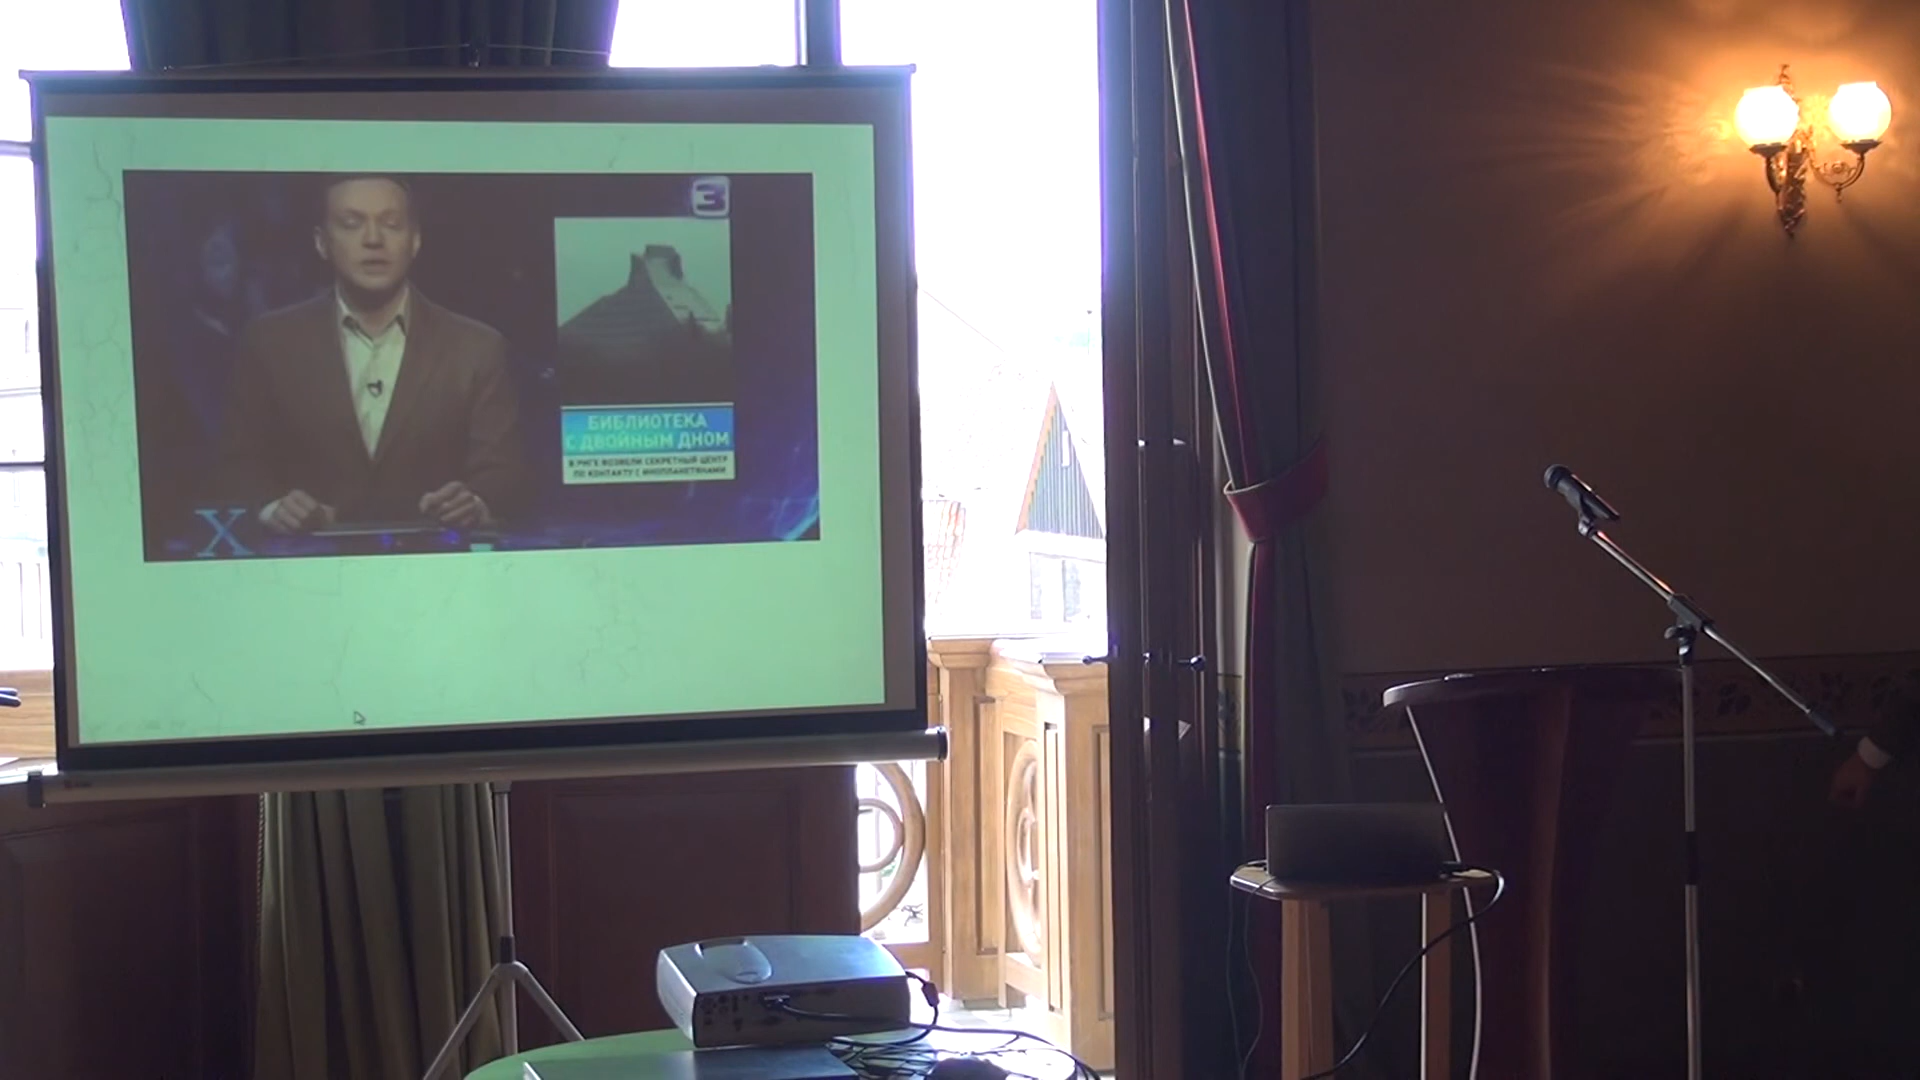 3
БИБЛИОТЕКА
С ДВОЙНЫМ ДНОМ
В РИГЕ ВОЗВЕЛИ СЕКРЕТНЫЙ ЦЕНТР
ПО КОНТАКТУ С ИНОПЛАНЕТЯНАМИ
X